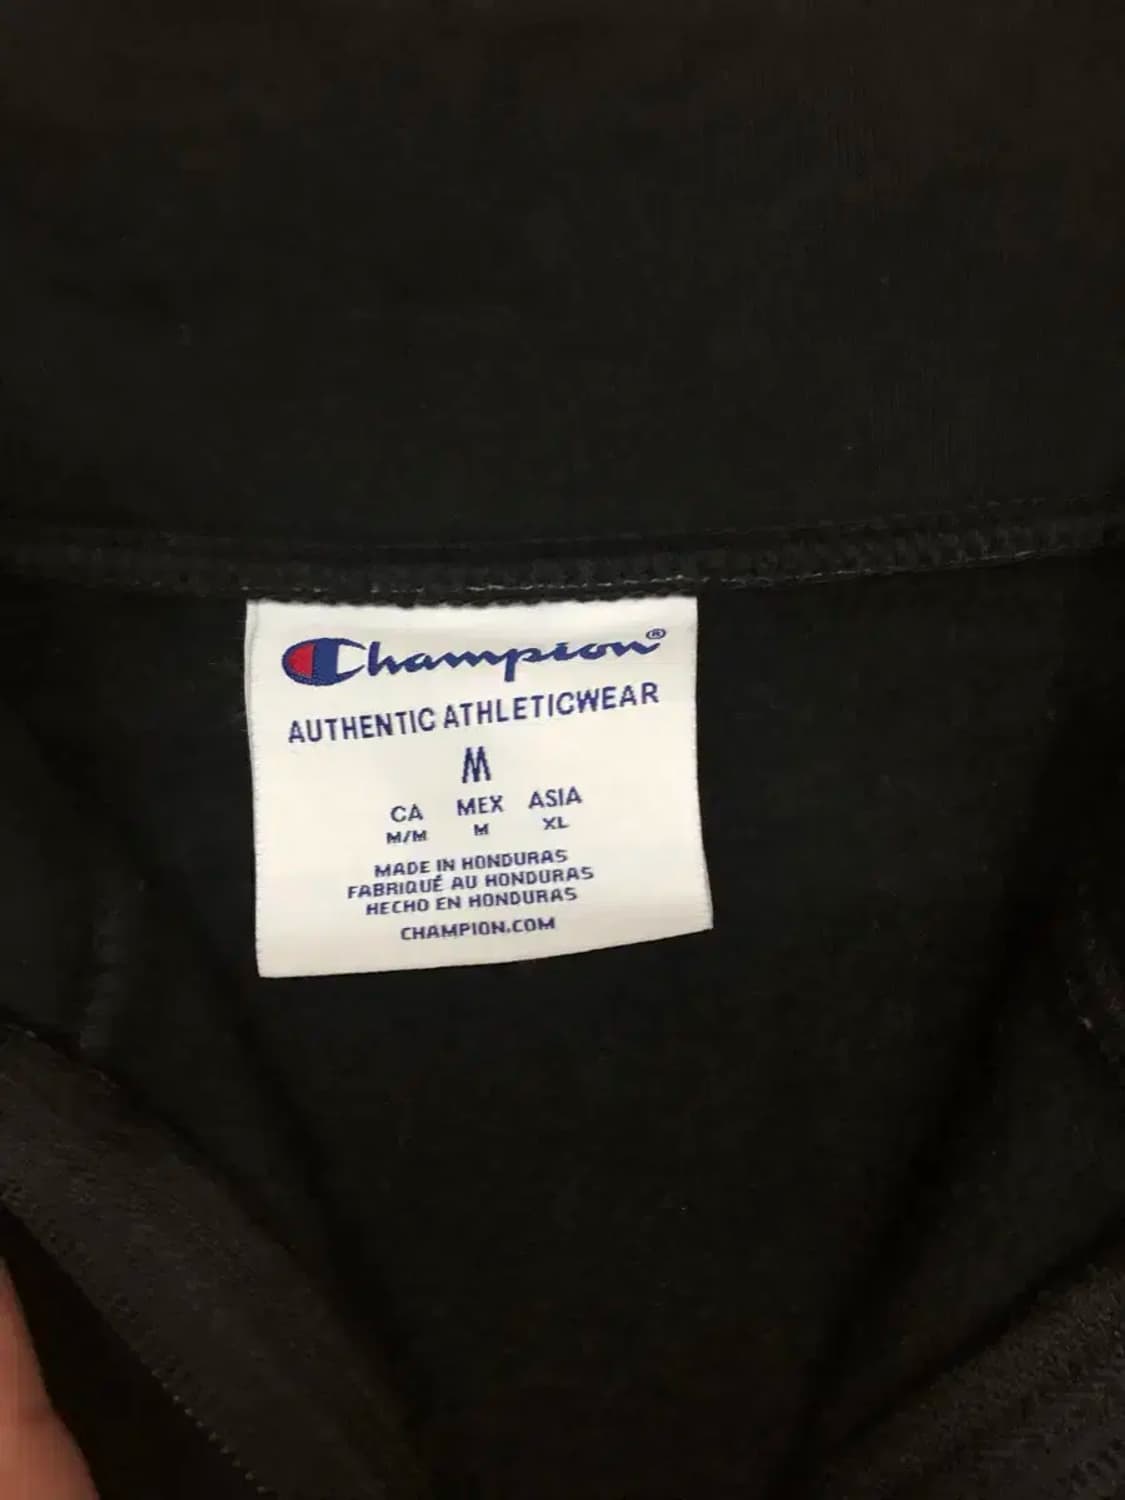 Champion®
AUTHENTIC ATHLETICWEAR
M
CA MEX ASIA
M/M M XL
MADE IN HONDURAS
FABRIQUÉ AU HONDURAS
HECHO EN HONDURAS
CHAMPION.COM